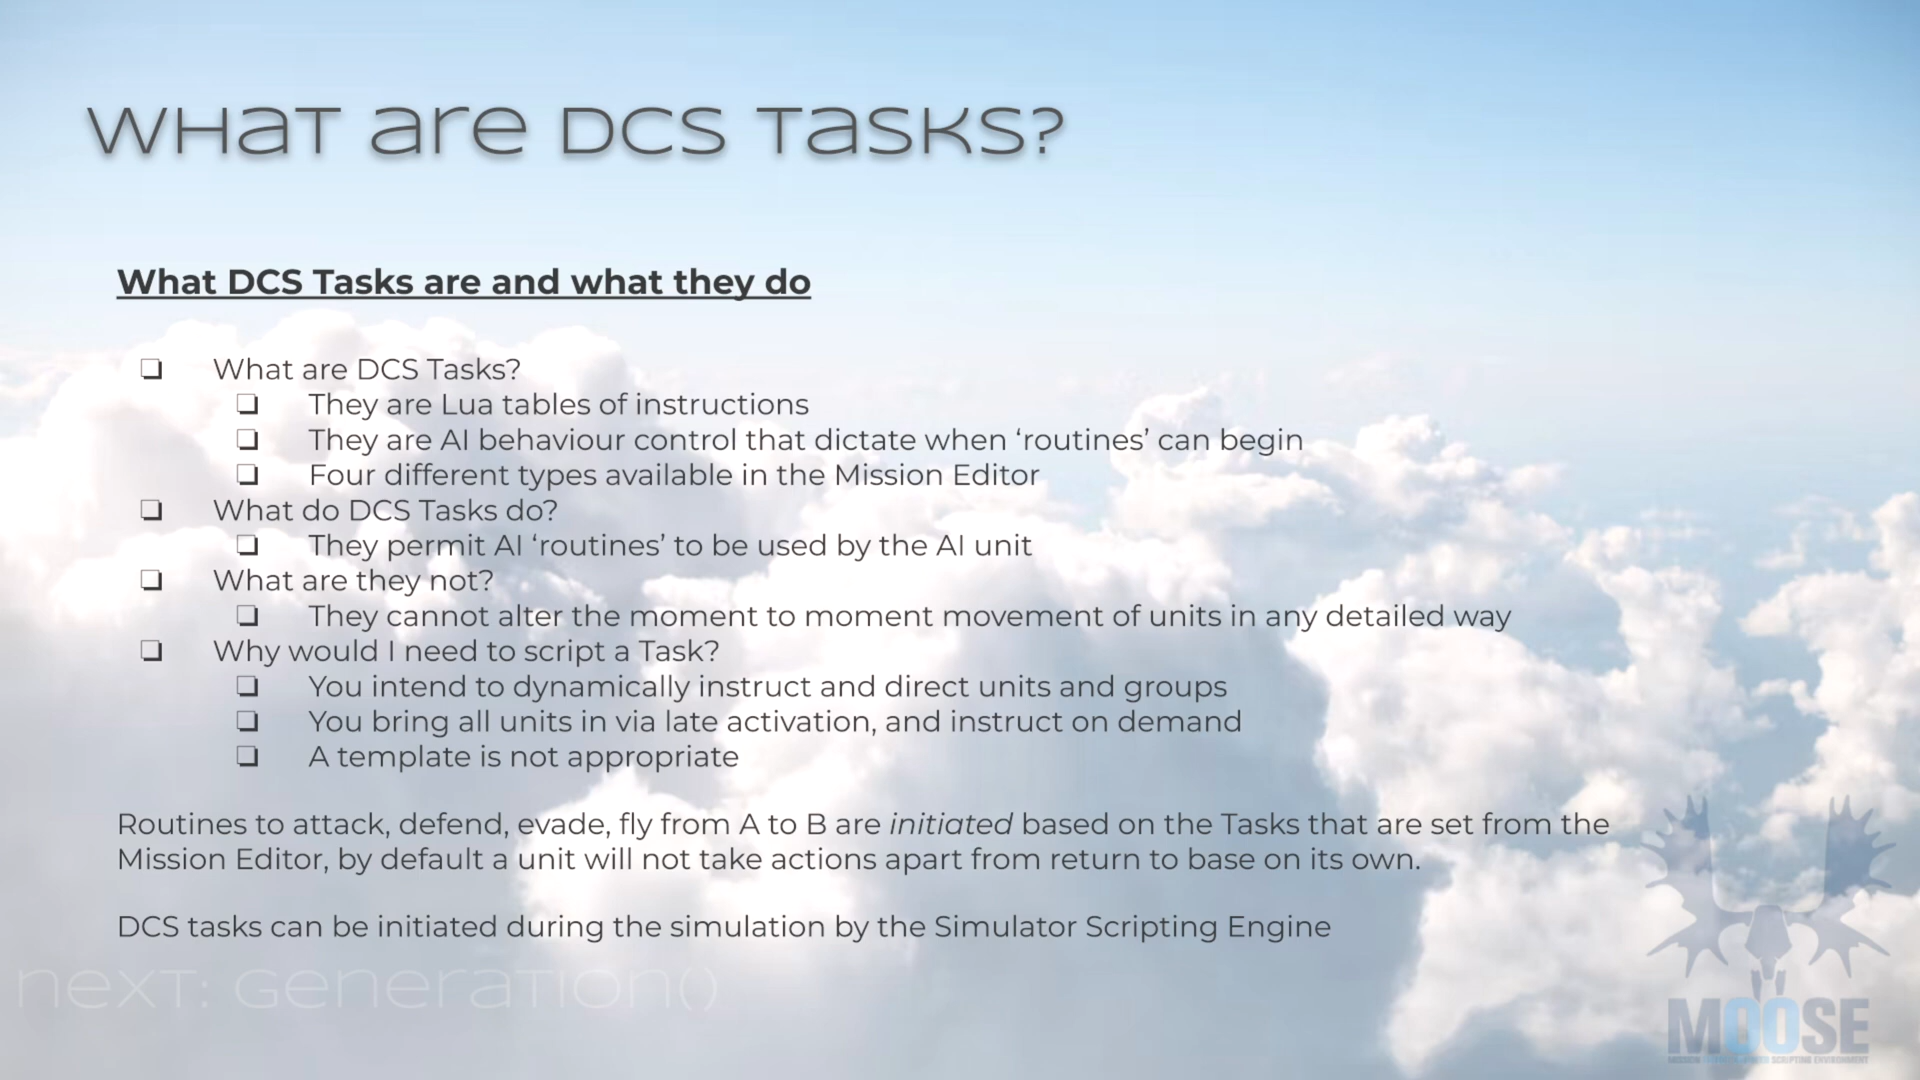 What are DCS Tasks?
What DCS Tasks are and what they do
❏ What are DCS Tasks?
❏ They are Lua tables of instructions
❏ They are AI behaviour control that dictate when ‘routines’ can begin
❏ Four different types available in the Mission Editor
❏ What do DCS Tasks do?
❏ They permit AI ‘routines’ to be used by the AI unit
❏ What are they not?
❏ They cannot alter the moment to moment movement of units in any detailed way
❏ Why would I need to script a Task?
❏ You intend to dynamically instruct and direct units and groups
❏ You bring all units in via late activation, and instruct on demand
❏ A template is not appropriate
Routines to attack, defend, evade, fly from A to B are initiated based on the Tasks that are set from the
Mission Editor, by default a unit will not take actions apart from return to base on its own.
DCS tasks can be initiated during the simulation by the Simulator Scripting Engine
next: Generation()
MOOSE
MISSION SCRIPTING ENVIRONMENT